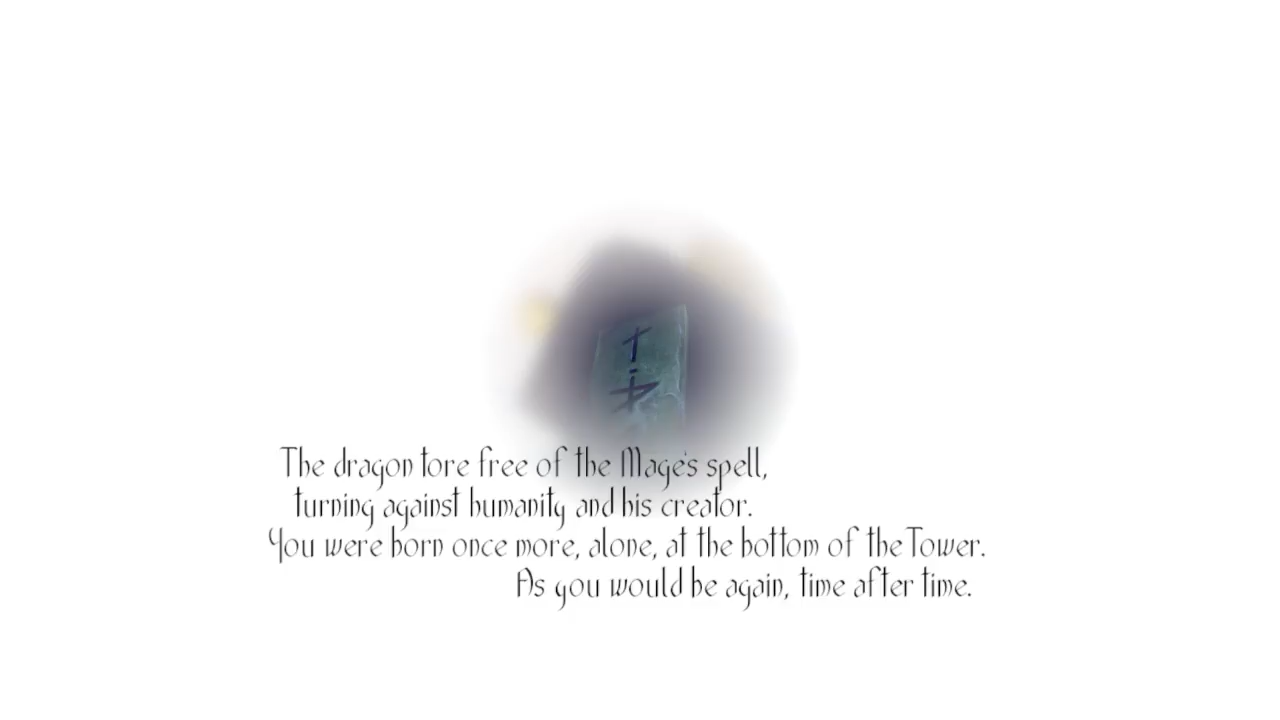 The dragon tore free of the Mage's spell,
turning against humanity and his creator.
You were born once more, alone, at the bottom of the Tower.
As you would be again, time after time.